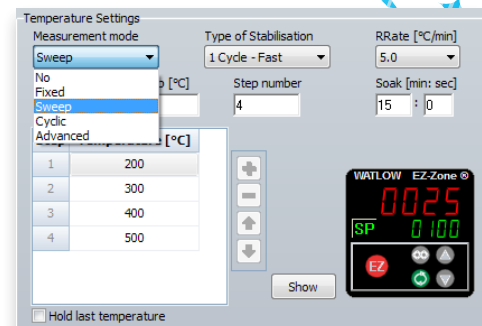 Temperature Settings
Measurement mode
Type of Stabilisation
RRate [°C/min]
Sweep
1 Cycle - Fast
5.0
No
Fixed
Sweep
Cyclic
Advanced
[°C]
Step number
Soak [min: sec]
4
15 : 0
[°C]
1 200
2 300
3 400
4 500
WATLOW EZ-Zone ®
0025
SP 0100
EZ
Show
Hold last temperature